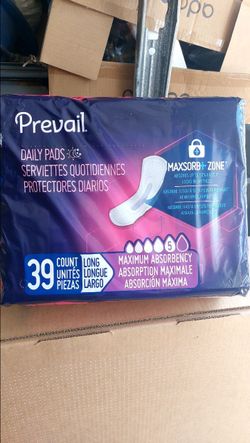 Prevail.
DAILY PADS
SERVIETTES QUOTIDIENNES
PROTECTORES DIARIOS
MAXSORB+ ZONE
39
COUNT
UNITÉS
PIEZAS
LONG
LONGUE
LARGO
5
MAXIMUM ABSORBENCY
ABSORPTION MAXIMALE
ABSORCIÓN MÁXIMA